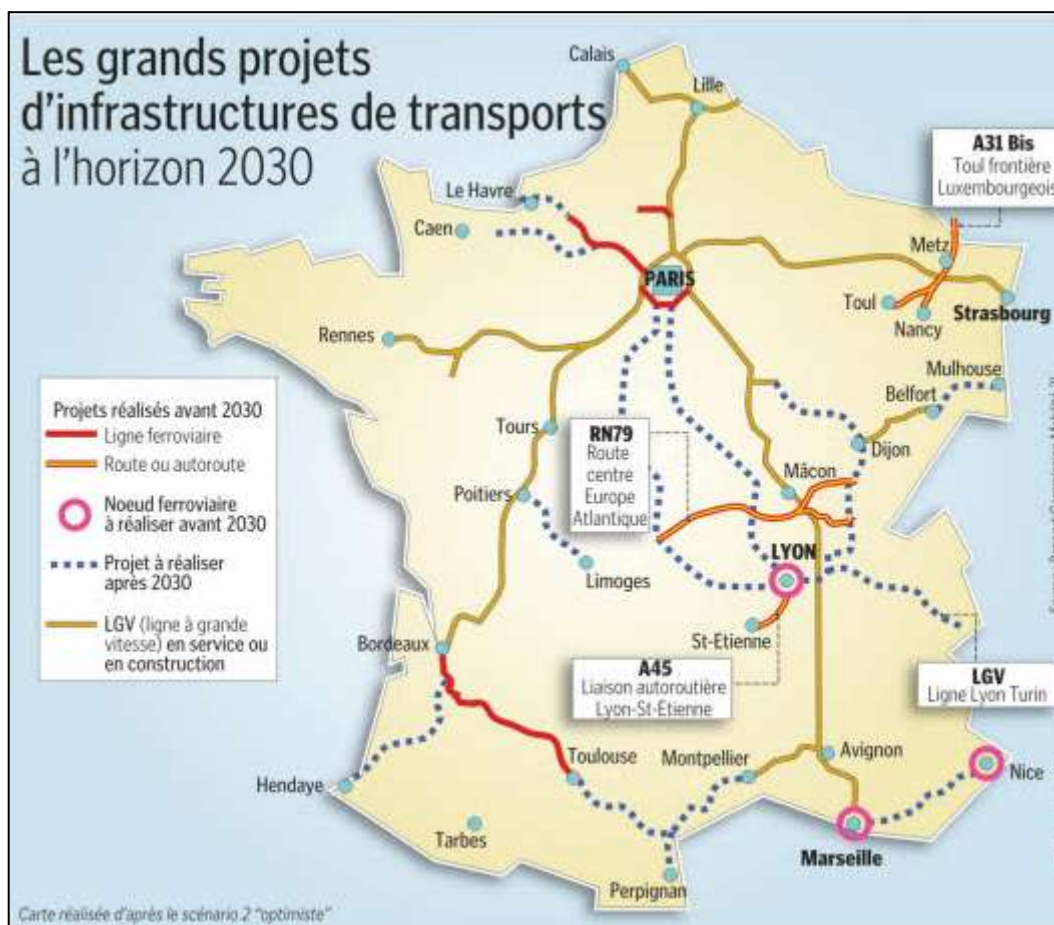 Les grands projets
d'infrastructures de transports
à l'horizon 2030
Calais
Lille
A31 Bis
Toul frontière
Luxembourgeois
Le Havre
Caen
Metz
PARIS
Toul
Nancy
Strasbourg
Rennes
Mulhouse
Belfort
Projets réalisés avant 2030
Ligne ferroviaire
Route ou autoroute
Noeud ferroviaire
à réaliser avant 2030
Projet à réaliser
après 2030
LGV (ligne à grande
vitesse) en service ou
en construction
Tours
RN79
Route
centre
Europe
Atlantique
Dijon
Mâcon
Poitiers
LYON
Limoges
St-Etienne
Bordeaux
A45
Liaison autoroutière
Lyon-St-Etienne
LGV
Ligne Lyon Turin
Toulouse
Montpellier
Avignon
Nice
Hendaye
Tarbes
Marseille
Perpignan
Carte réalisée d'après le scénario 2 "optimiste"